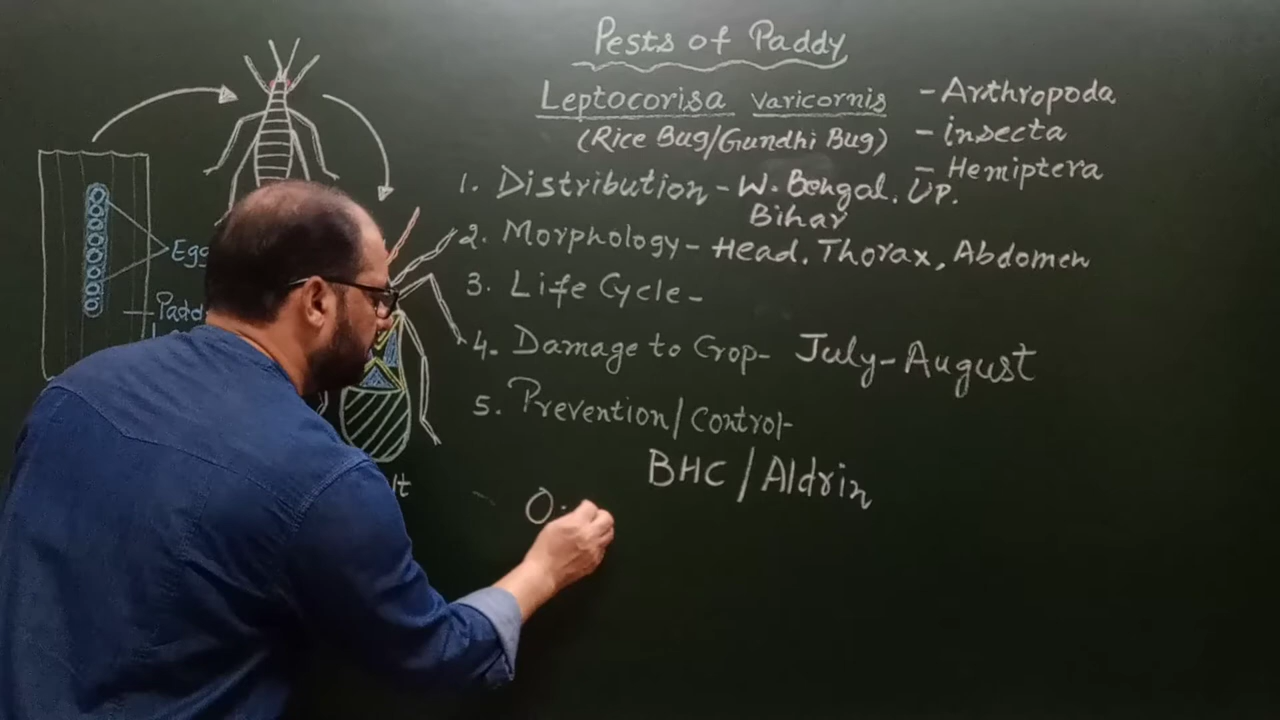 Pests of Paddy
Leptocorisa varicornis
(Rice Bug/Gundhi Bug)
- Arthropoda
- insecta
- Hemiptera
1. Distribution - W. Bengal. UP.
Bihar
2. Morphology - Head. Thorax, Abdomen
3. Life Cycle -
4. Damage to Crop - July - August
5. Prevention/Control -
BHC / Aldrin